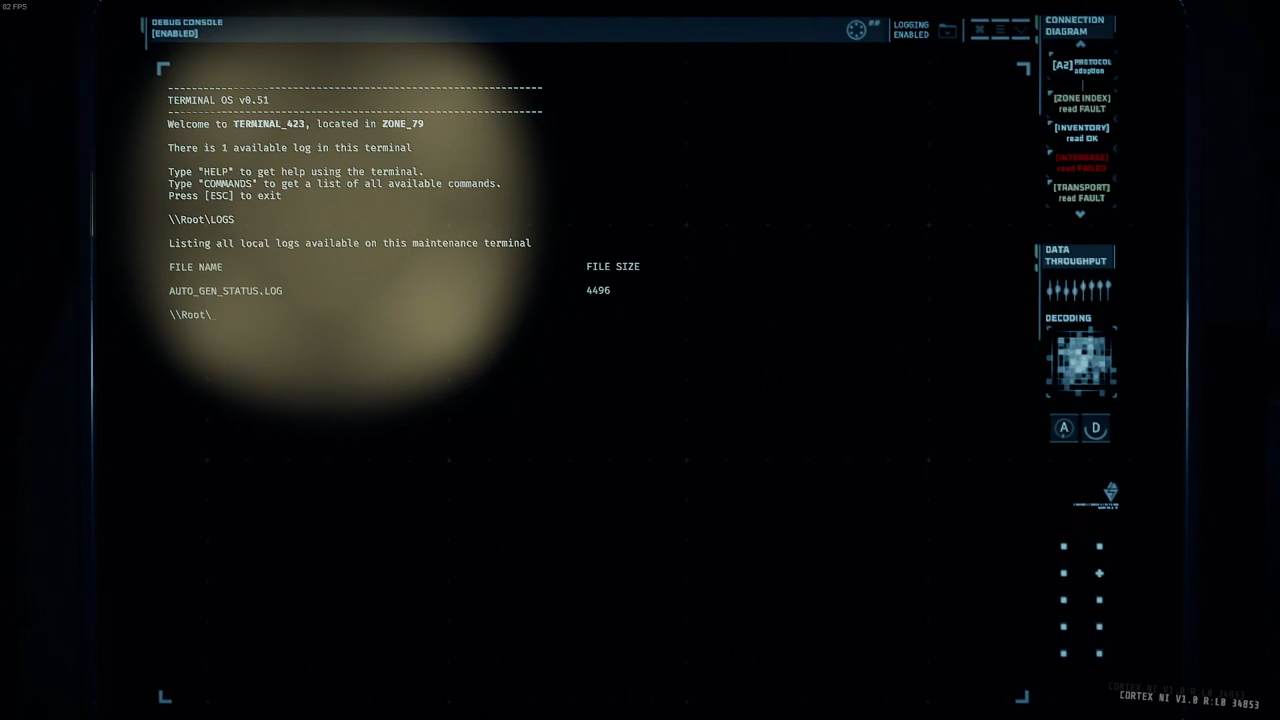 82 FPS
DEBUG CONSOLE
[ENABLED]
LOGGING
ENABLED
CONNECTION
DIAGRAM
----------------------------------------------------------------
TERMINAL OS v0.51
----------------------------------------------------------------
Welcome to TERMINAL_423, located in ZONE_79
There is 1 available log in this terminal
Type "HELP" to get help using the terminal.
Type "COMMANDS" to get a list of all available commands.
Press [ESC] to exit
\\Root\LOGS
Listing all local logs available on this maintenance terminal
FILE NAME FILE SIZE
AUTO_GEN_STATUS.LOG 4496
\\Root\_
[A2] PROTOCOL
adoption
[ZONE INDEX]
read FAULT
[INVENTORY]
read OK
[INTERBASE]
read FAILED
[TRANSPORT]
read FAULT
DATA
THROUGHPUT
DECODING
A D
CORTEX NI V1.0 R:L0 34853